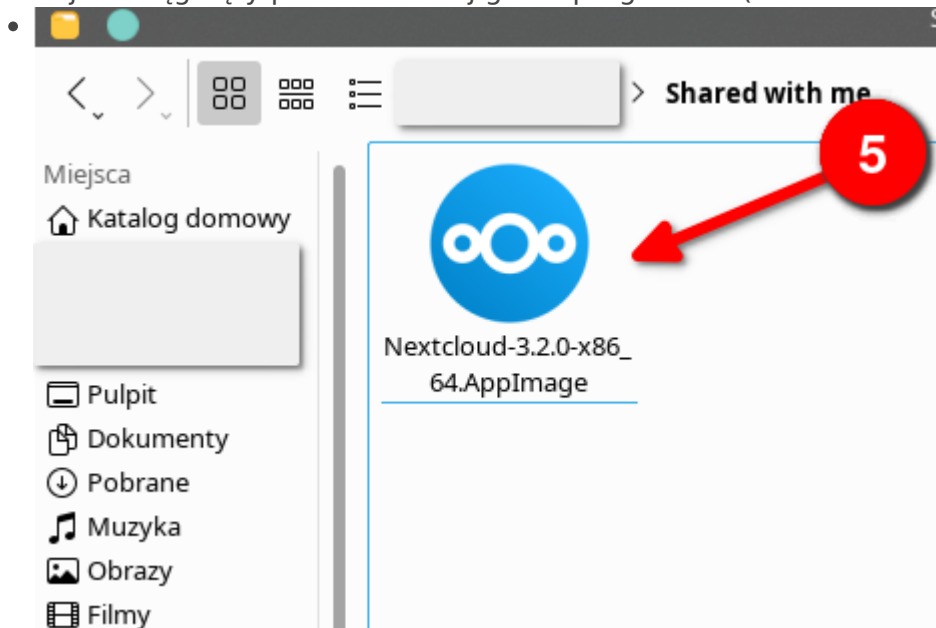 Shared with me
5
Miejsca
Katalog domowy
Nextcloud-3.2.0-x86_
64.AppImage
Pulpit
Dokumenty
Pobrane
Muzyka
Obrazy
Filmy